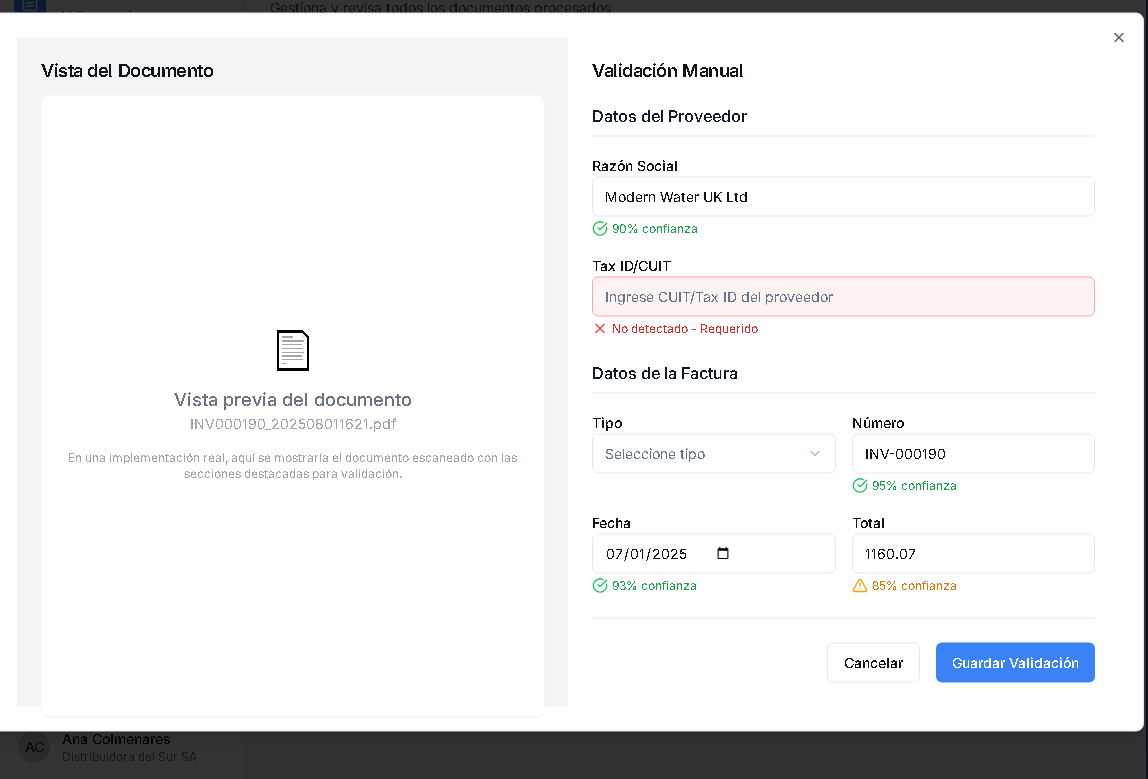 Gestiona y revisa todos los documentos procesados
Vista del Documento
Vista previa del documento
INV000190_202508011621.pdf
En una implementación real, aquí se mostraría el documento escaneado con las
secciones destacadas para validación.
Validación Manual
Datos del Proveedor
Razón Social
Modern Water UK Ltd
90% confianza
Tax ID/CUIT
Ingrese CUIT/Tax ID del proveedor
No detectado - Requerido
Datos de la Factura
Tipo
Seleccione tipo
Número
INV-000190
95% confianza
Fecha
07/01/2025
93% confianza
Total
1160.07
85% confianza
Cancelar
Guardar Validación
AC
Ana Colmenares
Distribuidora del Sur SA